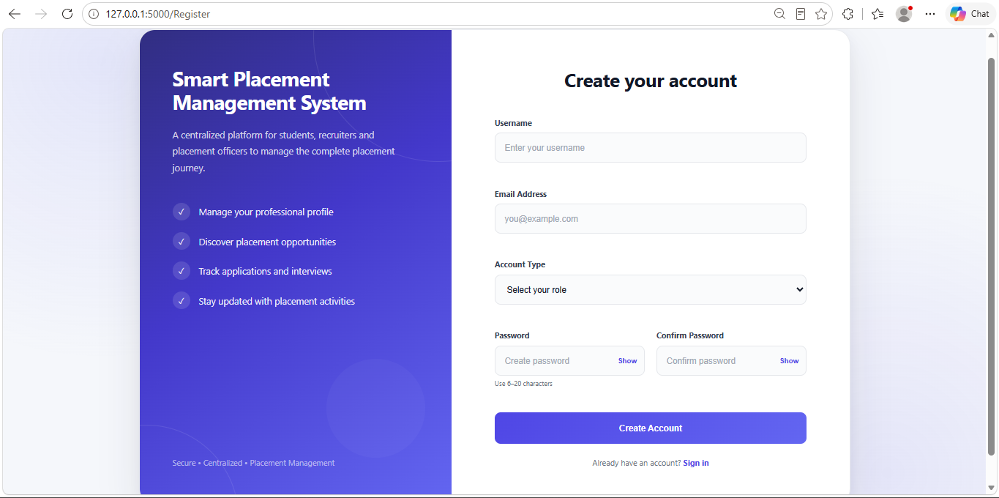 127.0.0.1:5000/Register
Chat
Smart Placement
Management System
A centralized platform for students, recruiters and
placement officers to manage the complete placement
journey.
✓ Manage your professional profile
✓ Discover placement opportunities
✓ Track applications and interviews
✓ Stay updated with placement activities
Secure • Centralized • Placement Management
Create your account
Username
Enter your username
Email Address
you@example.com
Account Type
Select your role
Password
Create password Show
Use 6–20 characters
Confirm Password
Confirm password Show
Create Account
Already have an account? Sign in